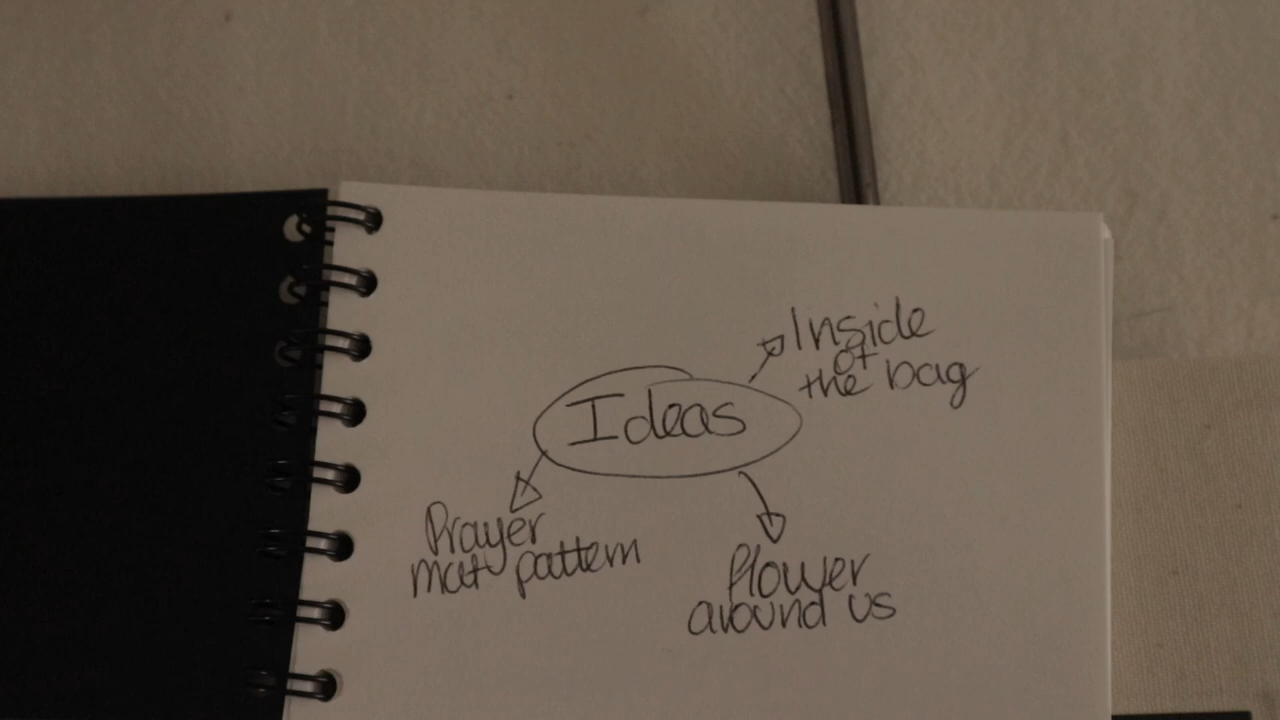 Ideas
Inside
of
the bag
Prayer
mat pattern
Flower
around us